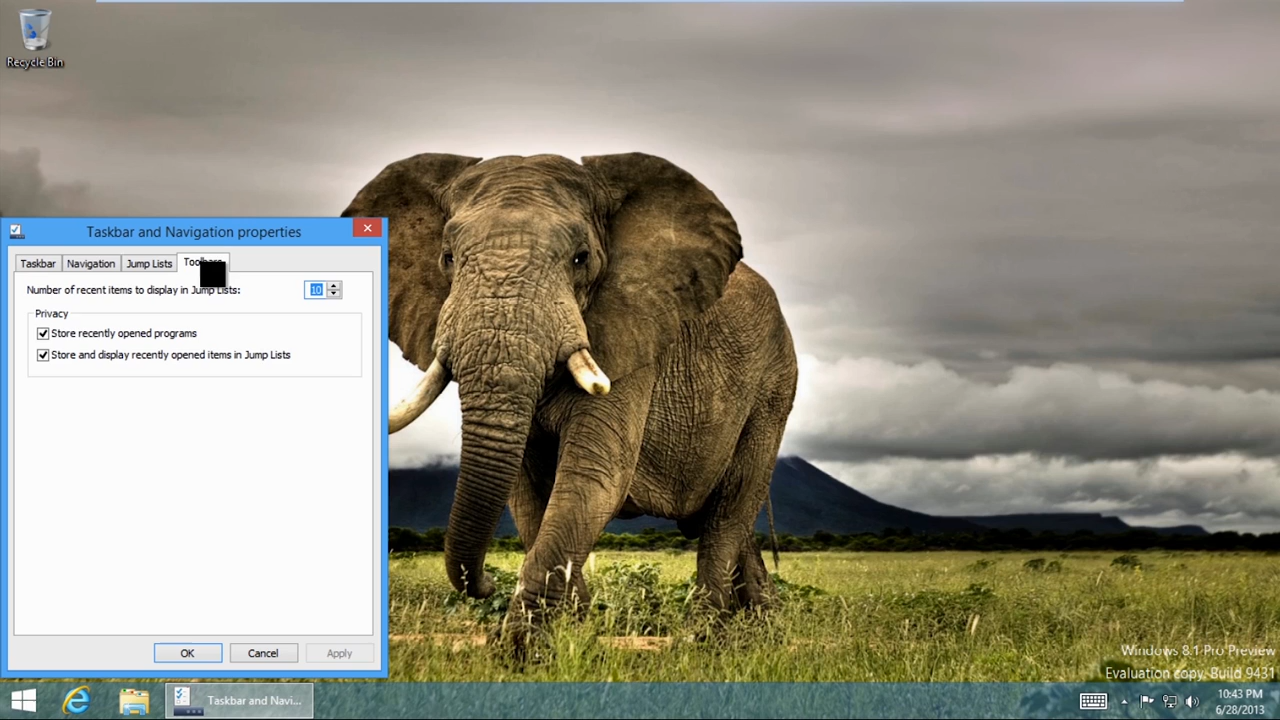 Recycle Bin
Taskbar and Navigation properties
Taskbar
Navigation
Jump Lists
Number of recent items to display in Jump Lists:
10
Privacy
Store recently opened programs
Store and display recently opened items in Jump Lists
OK
Cancel
Apply
Windows 8.1 Pro Preview
Evaluation copy. Build 9431
Taskbar and Navi...
10:43 PM
6/28/2013